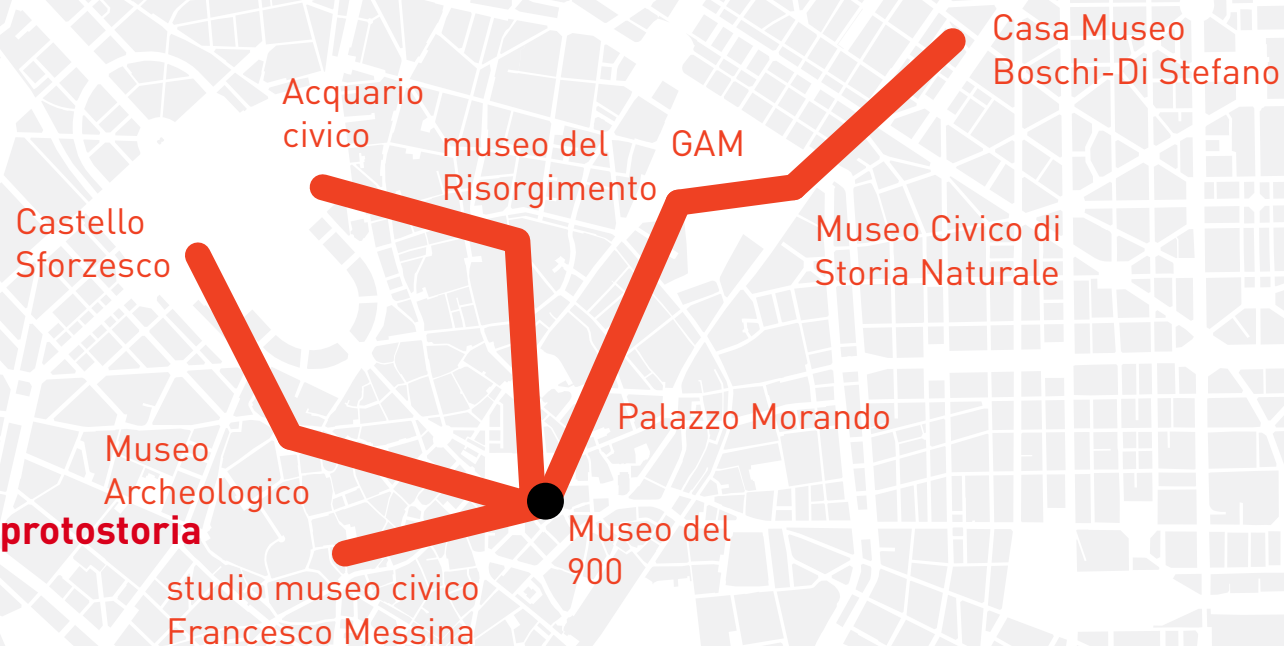 Casa Museo
Boschi-Di Stefano
Acquario
civico
museo del
Risorgimento
GAM
Castello
Sforzesco
Museo Civico di
Storia Naturale
Palazzo Morando
Museo
Archeologico
protostoria
Museo del
900
studio museo civico
Francesco Messina